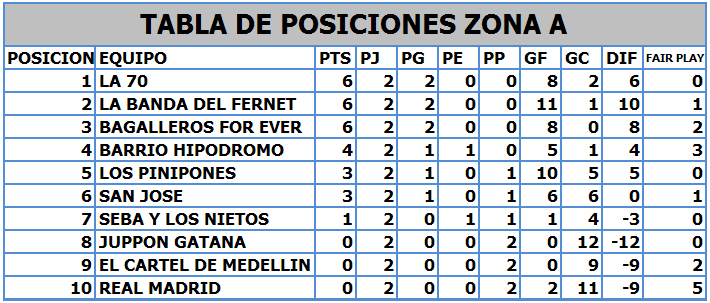 TABLA DE POSICIONES ZONA A
POSICION EQUIPO PTS PJ PG PE PP GF GC DIF FAIR PLAY
1 LA 70 6 2 2 0 0 8 2 6 0
2 LA BANDA DEL FERNET 6 2 2 0 0 11 1 10 1
3 BAGALLEROS FOR EVER 6 2 2 0 0 8 0 8 2
4 BARRIO HIPODROMO 4 2 1 1 0 5 1 4 3
5 LOS PINIPONES 3 2 1 0 1 10 5 5 0
6 SAN JOSE 3 2 1 0 1 6 6 0 1
7 SEBA Y LOS NIETOS 1 2 0 1 1 1 4 -3 0
8 JUPPON GATANA 0 2 0 0 2 0 12 -12 0
9 EL CARTEL DE MEDELLIN 0 2 0 0 2 0 9 -9 2
10 REAL MADRID 0 2 0 0 2 2 11 -9 5